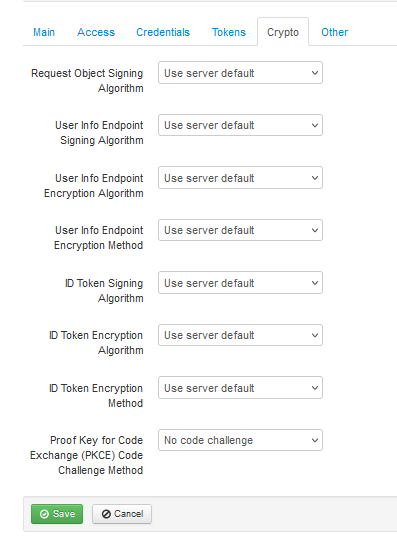 Main Access Credentials Tokens Crypto Other
Request Object Signing
Algorithm
Use server default
User Info Endpoint
Signing Algorithm
Use server default
User Info Endpoint
Encryption Algorithm
Use server default
User Info Endpoint
Encryption Method
Use server default
ID Token Signing
Algorithm
Use server default
ID Token Encryption
Algorithm
Use server default
ID Token Encryption
Method
Use server default
Proof Key for Code
Exchange (PKCE) Code
Challenge Method
No code challenge
Save Cancel